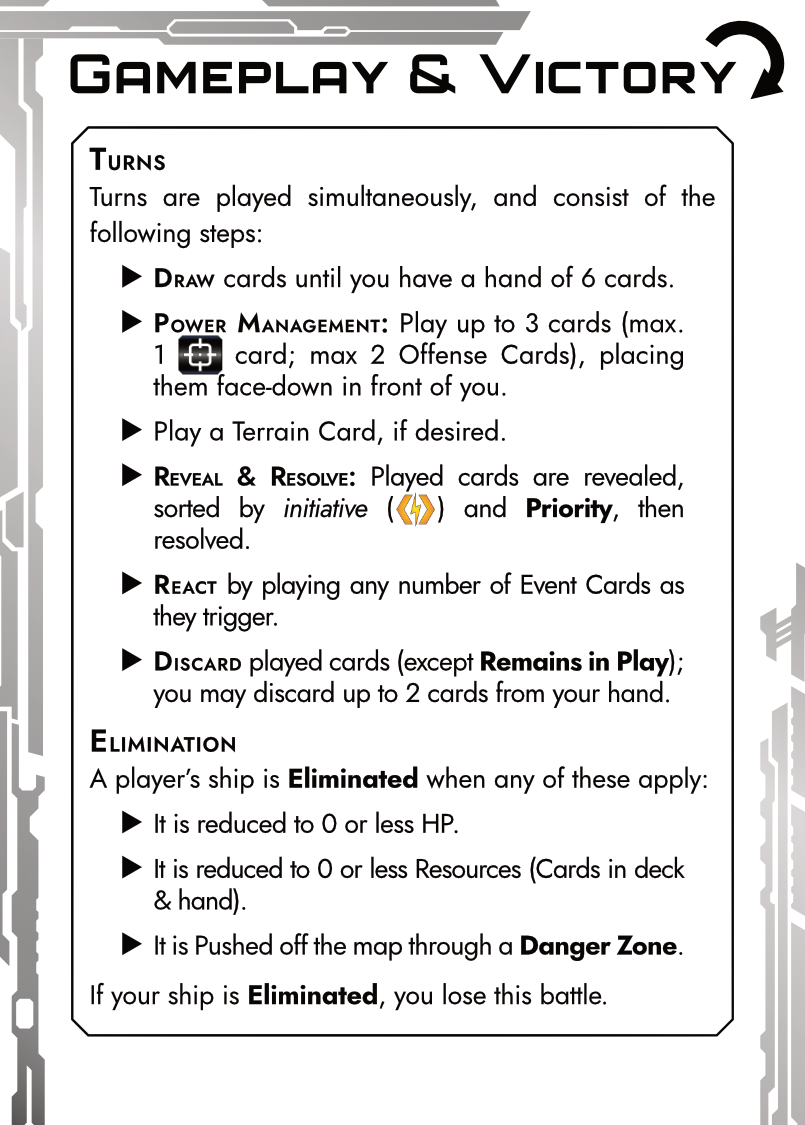 Gameplay & Victory
Turns
Turns are played simultaneously, and consist of the
following steps:
▶ Draw cards until you have a hand of 6 cards.
▶ Power Management: Play up to 3 cards (max.
1 card; max 2 Offense Cards), placing
them face-down in front of you.
▶ Play a Terrain Card, if desired.
▶ Reveal & Resolve: Played cards are revealed,
sorted by initiative () and Priority, then
resolved.
▶ React by playing any number of Event Cards as
they trigger.
▶ Discard played cards (except Remains in Play);
you may discard up to 2 cards from your hand.
Elimination
A player's ship is Eliminated when any of these apply:
▶ It is reduced to 0 or less HP.
▶ It is reduced to 0 or less Resources (Cards in deck
& hand).
▶ It is Pushed off the map through a Danger Zone.
If your ship is Eliminated, you lose this battle.